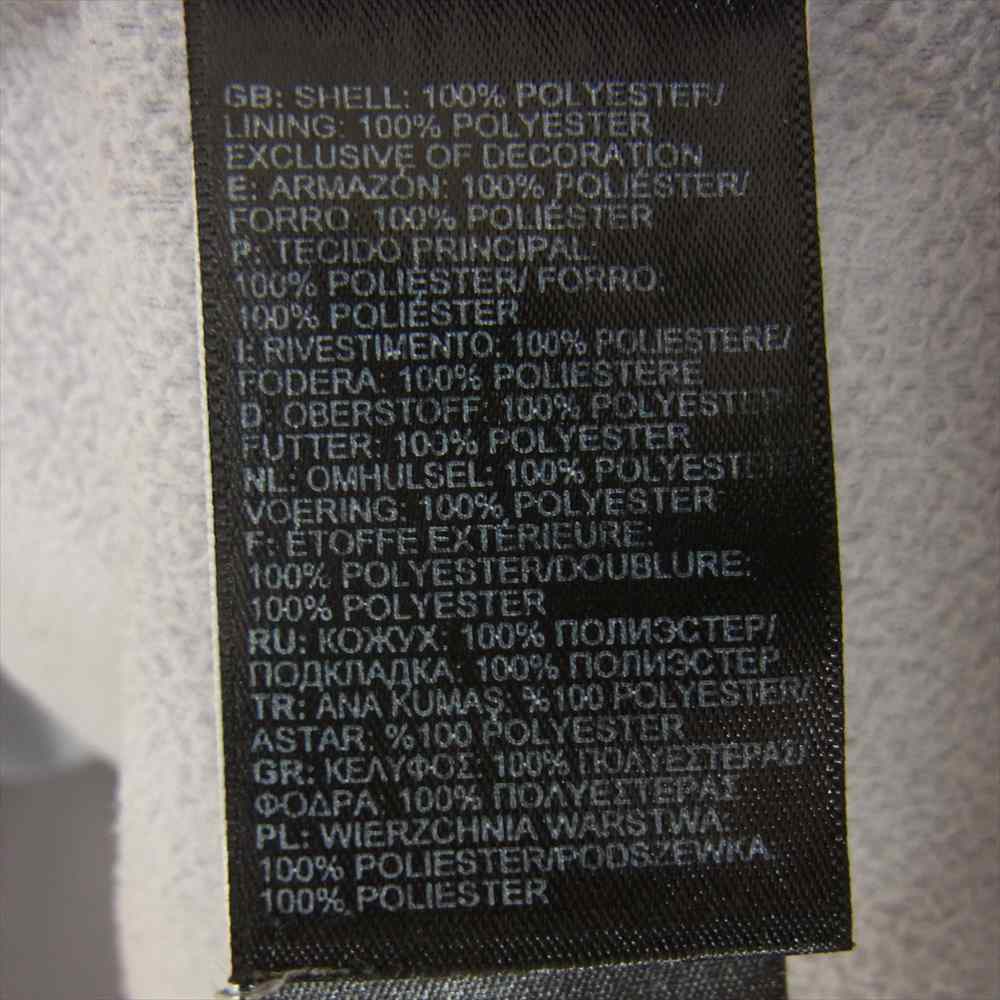 GB: SHELL: 100% POLYESTER/
LINING: 100% POLYESTER
EXCLUSIVE OF DECORATION
E: ARMAZÓN: 100% POLIÉSTER/
FORRO: 100% POLIÉSTER
P: TECIDO PRINCIPAL:
100% POLIÉSTER/ FORRO:
100% POLIÉSTER
I: RIVESTIMENTO: 100% POLIESTERE/
FODERA: 100% POLIESTERE
D: OBERSTOFF: 100% POLYESTER/
FUTTER: 100% POLYESTER
NL: OMHULSEL: 100% POLYESTER/
VOERING: 100% POLYESTER
F: ÉTOFFE EXTÉRIEURE:
100% POLYESTER/DOUBLURE:
100% POLYESTER
RU: КОЖУХ: 100% ПОЛИЭСТЕР/
ПОДКЛАДКА: 100% ПОЛИЭСТЕР
TR: ANA KUMAŞ: %100 POLYESTER/
ASTAR: %100 POLYESTER
GR: ΚΕΛΥΦΟΣ: 100% ΠΟΛΥΕΣΤΕΡΑΣ/
ΦΟΔΡΑ: 100% ΠΟΛΥΕΣΤΕΡΑΣ
PL: WIERZCHNIA WARSTWA:
100% POLIESTER/PODSZEWKA:
100% POLIESTER